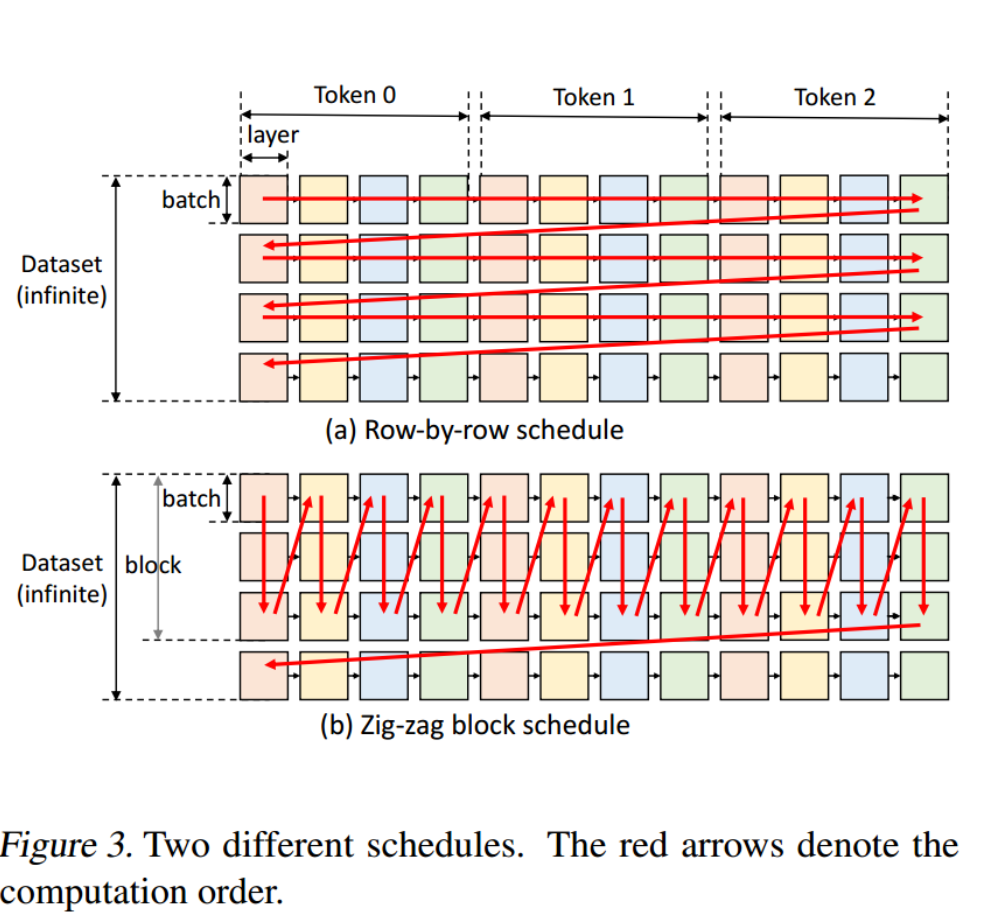 Token 0
Token 1
Token 2
layer
batch
Dataset
(infinite)
(a) Row-by-row schedule
batch
Dataset
(infinite)
block
(b) Zig-zag block schedule
Figure 3. Two different schedules. The red arrows denote the
computation order.